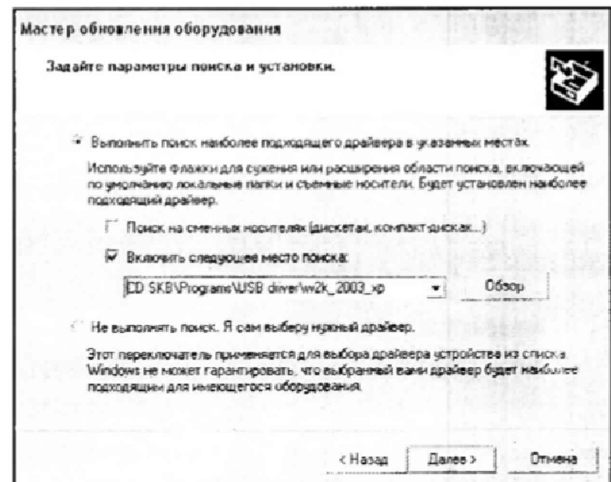 Мастер обновления оборудования
Задайте параметры поиска и установки.
Выполнить поиск наиболее подходящего драйвера в указанных местах.
Используйте флажки для сужения или расширения области поиска, включающей
по умолчанию локальные папки и съемные носители. Будет установлен наиболее
подходящий драйвер.
Поиск на сменных носителях (дискетах, компакт-дисках...)
Включить следующее место поиска:
CD SKB\Programs\USB driver\w2k_2003_xp
Обзор
Не выполнять поиск. Я сам выберу нужный драйвер.
Этот переключатель применяется для выбора драйвера устройства из списка.
Windows не может гарантировать, что выбранный вами драйвер будет наиболее
подходящим для имеющегося оборудования.
< Назад
Далее >
Отмена